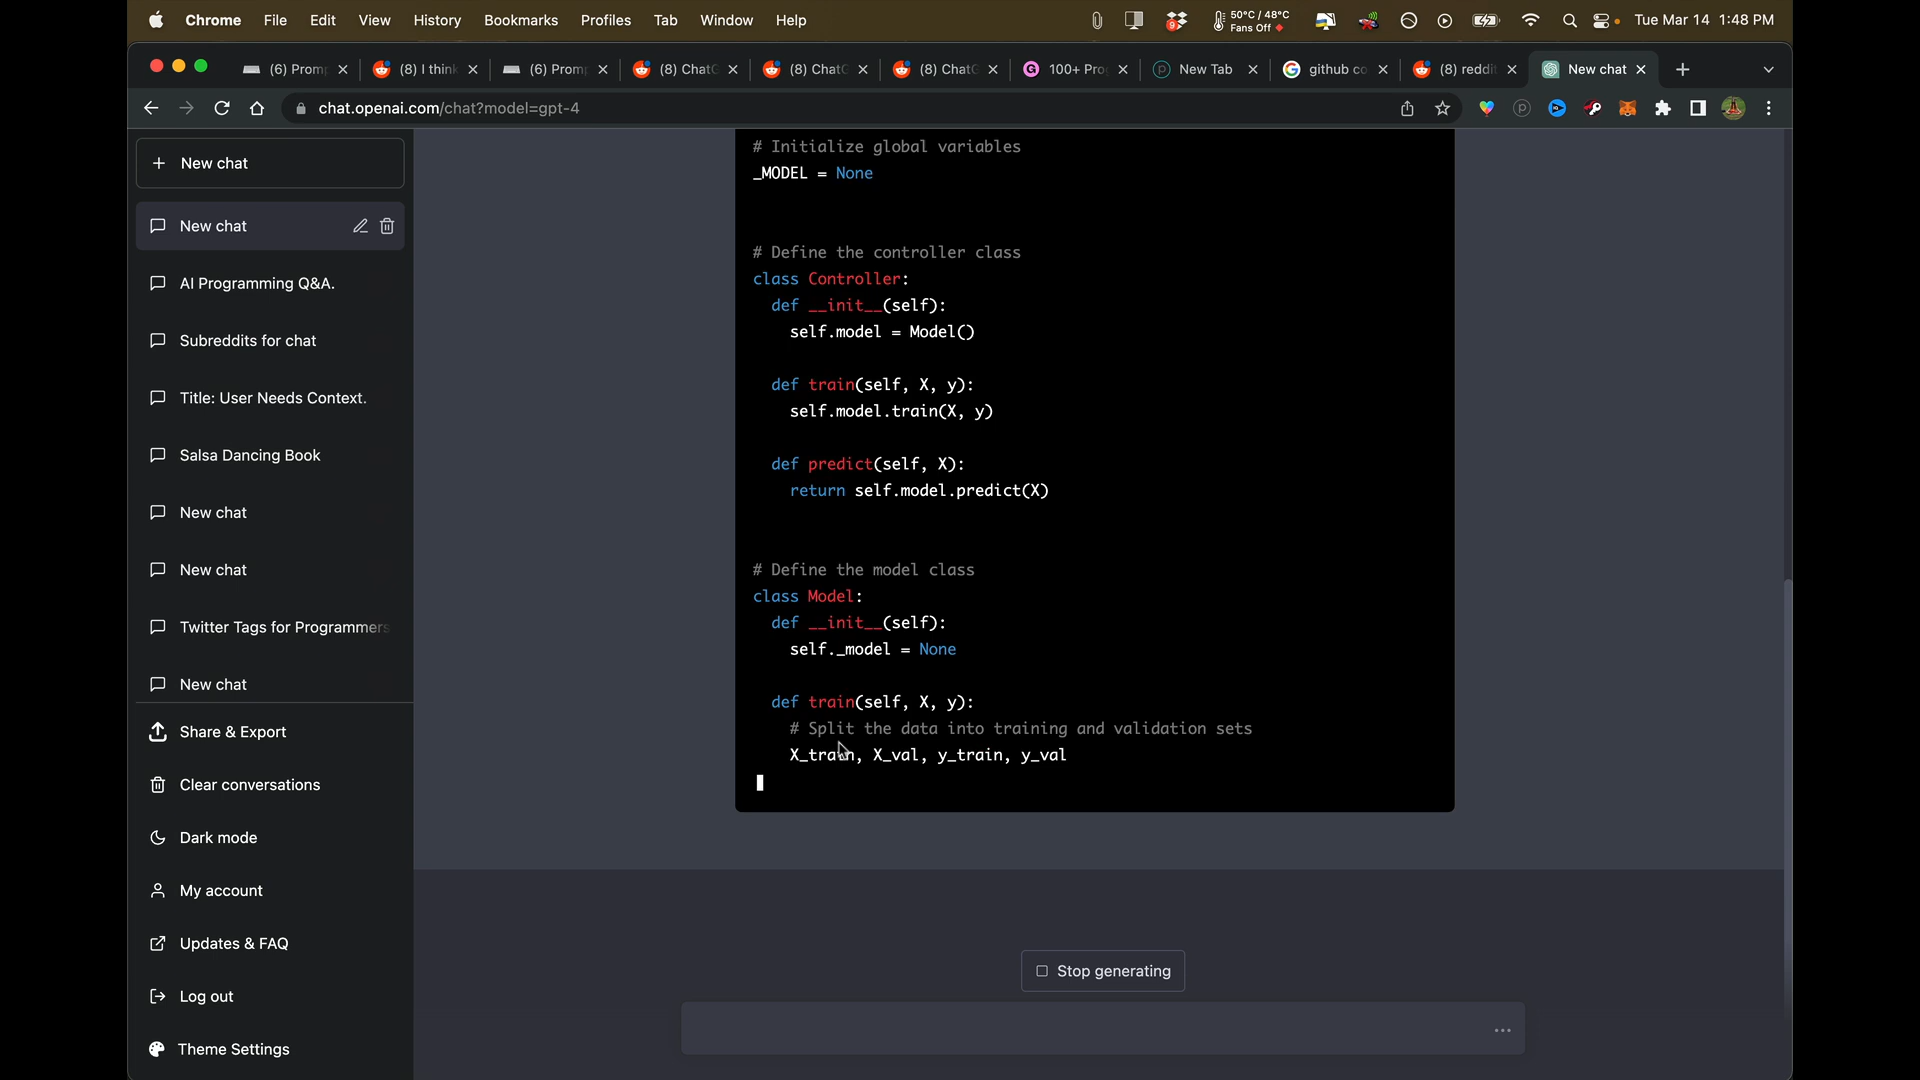 Chrome File Edit View History Bookmarks Profiles Tab Window Help
9
50°C / 48°C
Fans Off
Tue Mar 14 1:48 PM
(6) Promp
(8) I think
(6) Promp
(8) ChatG
(8) ChatG
(8) ChatG
100+ Pro
New Tab
github co
(8) reddit
New chat
chat.openai.com/chat?model=gpt-4
New chat
New chat
AI Programming Q&A.
Subreddits for chat
Title: User Needs Context.
Salsa Dancing Book
New chat
New chat
Twitter Tags for Programmers
New chat
Share & Export
Clear conversations
Dark mode
My account
Updates & FAQ
Log out
Theme Settings
# Initialize global variables
_MODEL = None
# Define the controller class
class Controller:
def __init__(self):
self.model = Model()
def train(self, X, y):
self.model.train(X, y)
def predict(self, X):
return self.model.predict(X)
# Define the model class
class Model:
def __init__(self):
self._model = None
def train(self, X, y):
# Split the data into training and validation sets
X_train, X_val, y_train, y_val
Stop generating